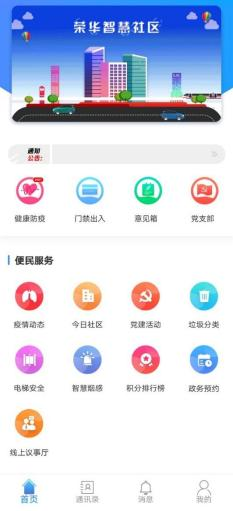 荣华智慧社区
通知
公告:
健康防疫 门禁出入 意见箱 党支部
便民服务
疫情动态 今日社区 党建活动 垃圾分类
电梯安全 智慧烟感 积分排行榜 政务预约
线上议事厅
首页 通讯录 消息 我的